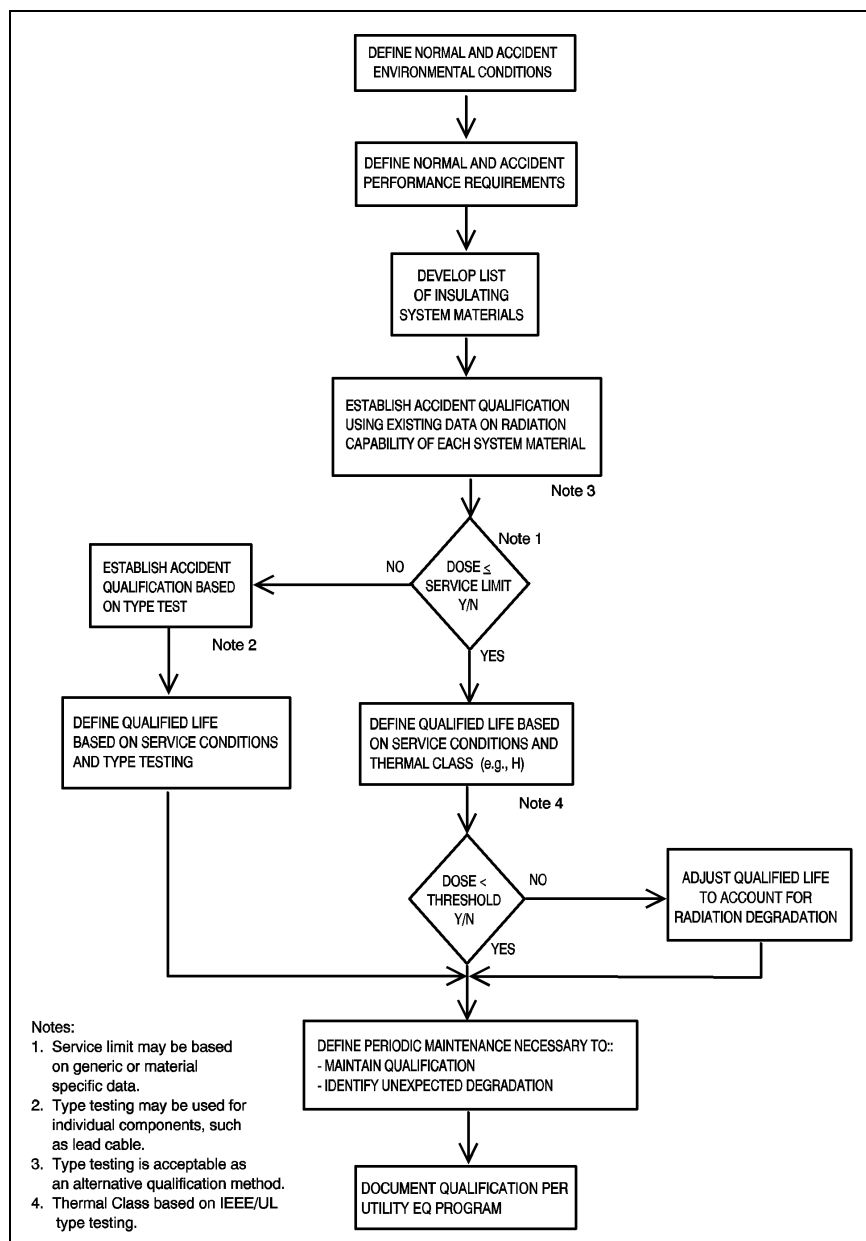 DEFINE NORMAL AND ACCIDENT
ENVIRONMENTAL CONDITIONS
DEFINE NORMAL AND ACCIDENT
PERFORMANCE REQUIREMENTS
DEVELOP LIST
OF INSULATING
SYSTEM MATERIALS
ESTABLISH ACCIDENT QUALIFICATION
USING EXISTING DATA ON RADIATION
CAPABILITY OF EACH SYSTEM MATERIAL
Note 3
Note 1
DOSE ≤
SERVICE LIMIT
Y/N
NO
YES
ESTABLISH ACCIDENT
QUALIFICATION BASED
ON TYPE TEST
Note 2
DEFINE QUALIFIED LIFE
BASED ON SERVICE CONDITIONS
AND TYPE TESTING
DEFINE QUALIFIED LIFE BASED
ON SERVICE CONDITIONS AND
THERMAL CLASS (e.g., H)
Note 4
DOSE <
THRESHOLD
Y/N
NO
YES
ADJUST QUALIFIED LIFE
TO ACCOUNT FOR
RADIATION DEGRADATION
DEFINE PERIODIC MAINTENANCE NECESSARY TO::
- MAINTAIN QUALIFICATION
- IDENTIFY UNEXPECTED DEGRADATION
DOCUMENT QUALIFICATION PER
UTILITY EQ PROGRAM
Notes:
1. Service limit may be based
on generic or material
specific data.
2. Type testing may be used for
individual components, such
as lead cable.
3. Type testing is acceptable as
an alternative qualification method.
4. Thermal Class based on IEEE/UL
type testing.